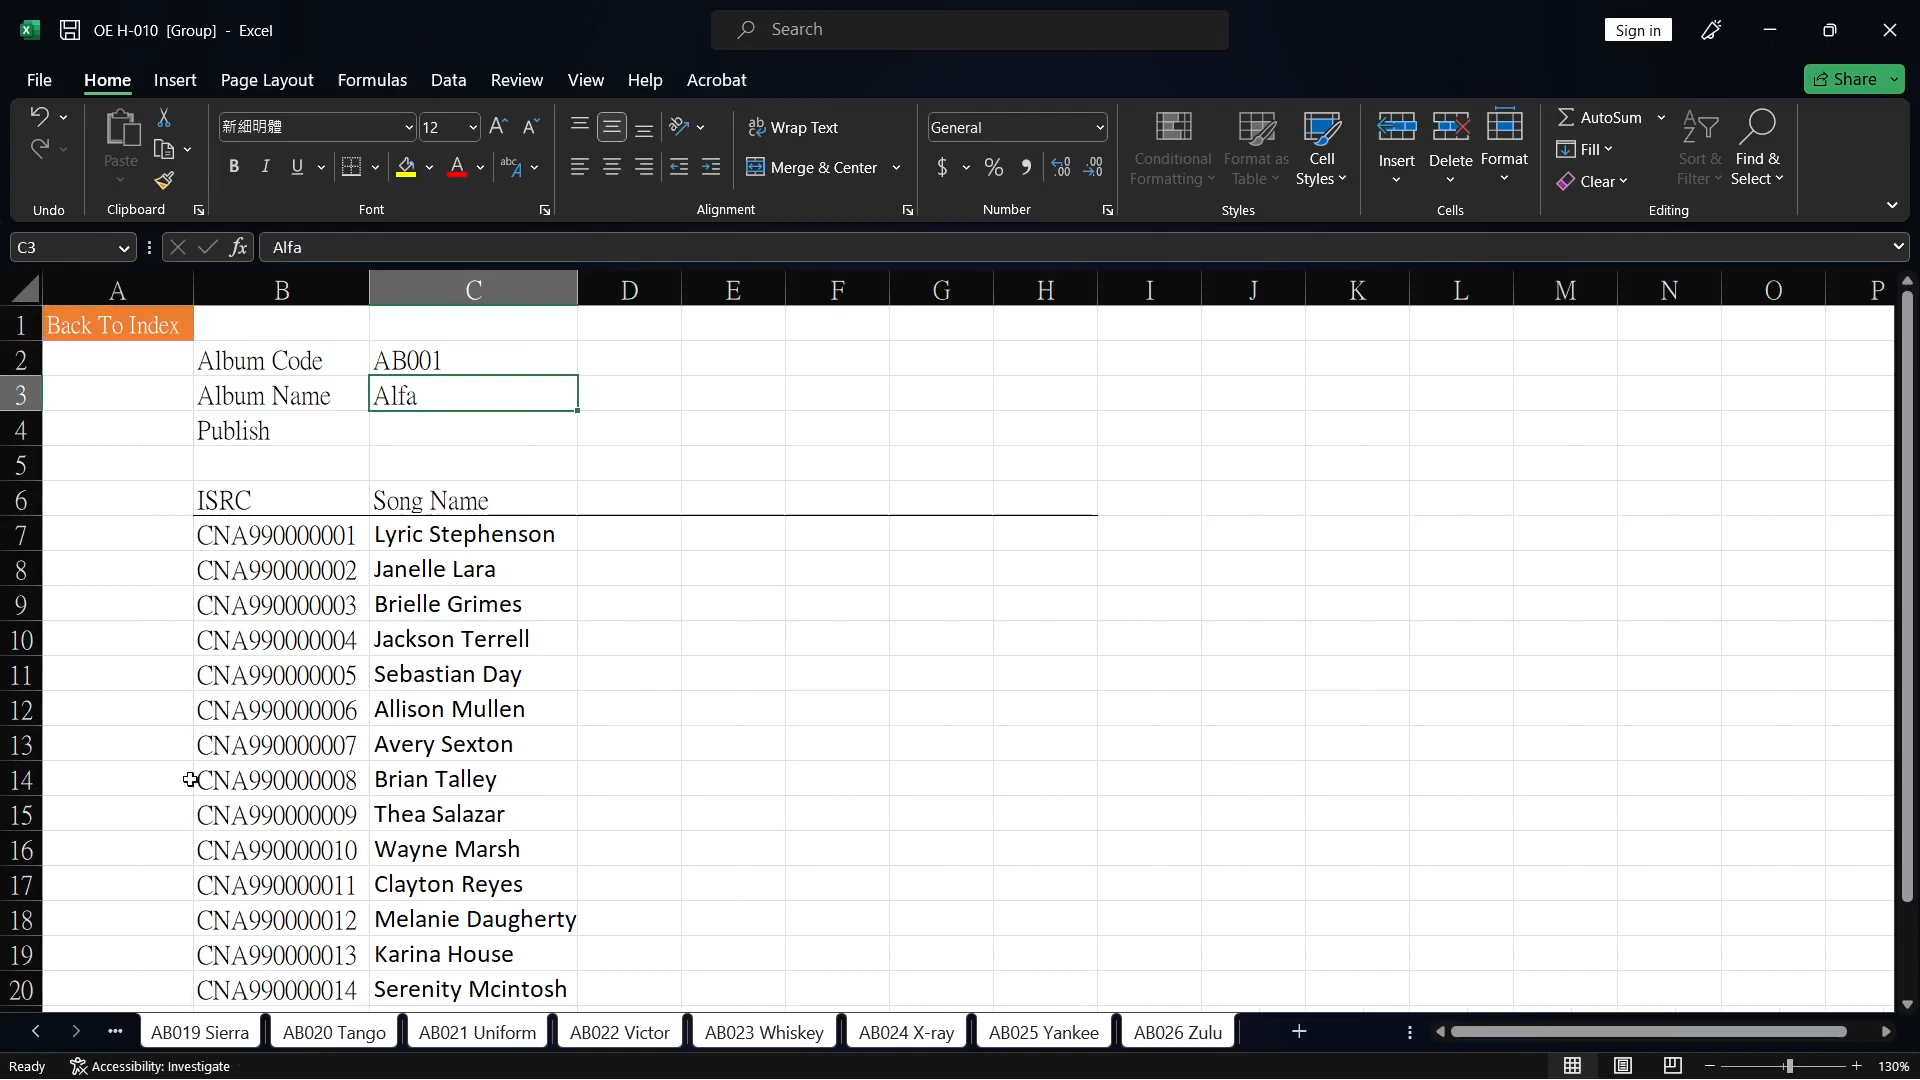 OE H-010 [Group] - Excel
Search
Sign in
File Home Insert Page Layout Formulas Data Review View Help Acrobat
Share
新細明體 12
Wrap Text
General
AutoSum
Paste
Fill
B I U
Merge & Center
$ % ,
Conditional Formatting
Format as Table
Cell Styles
Insert Delete Format
Clear
Sort & Filter
Find & Select
Undo Clipboard Font Alignment Number Styles Cells Editing
C3 fx Alfa
A B C D E F G H I J K L M N O P
1 Back To Index
2 Album Code AB001
3 Album Name Alfa
4 Publish
5
6 ISRC Song Name
7 CNA990000001 Lyric Stephenson
8 CNA990000002 Janelle Lara
9 CNA990000003 Brielle Grimes
10 CNA990000004 Jackson Terrell
11 CNA990000005 Sebastian Day
12 CNA990000006 Allison Mullen
13 CNA990000007 Avery Sexton
14 CNA990000008 Brian Talley
15 CNA990000009 Thea Salazar
16 CNA990000010 Wayne Marsh
17 CNA990000011 Clayton Reyes
18 CNA990000012 Melanie Daugherty
19 CNA990000013 Karina House
20 CNA990000014 Serenity Mcintosh
AB019 Sierra AB020 Tango AB021 Uniform AB022 Victor AB023 Whiskey AB024 X-ray AB025 Yankee AB026 Zulu
Ready Accessibility: Investigate 130%